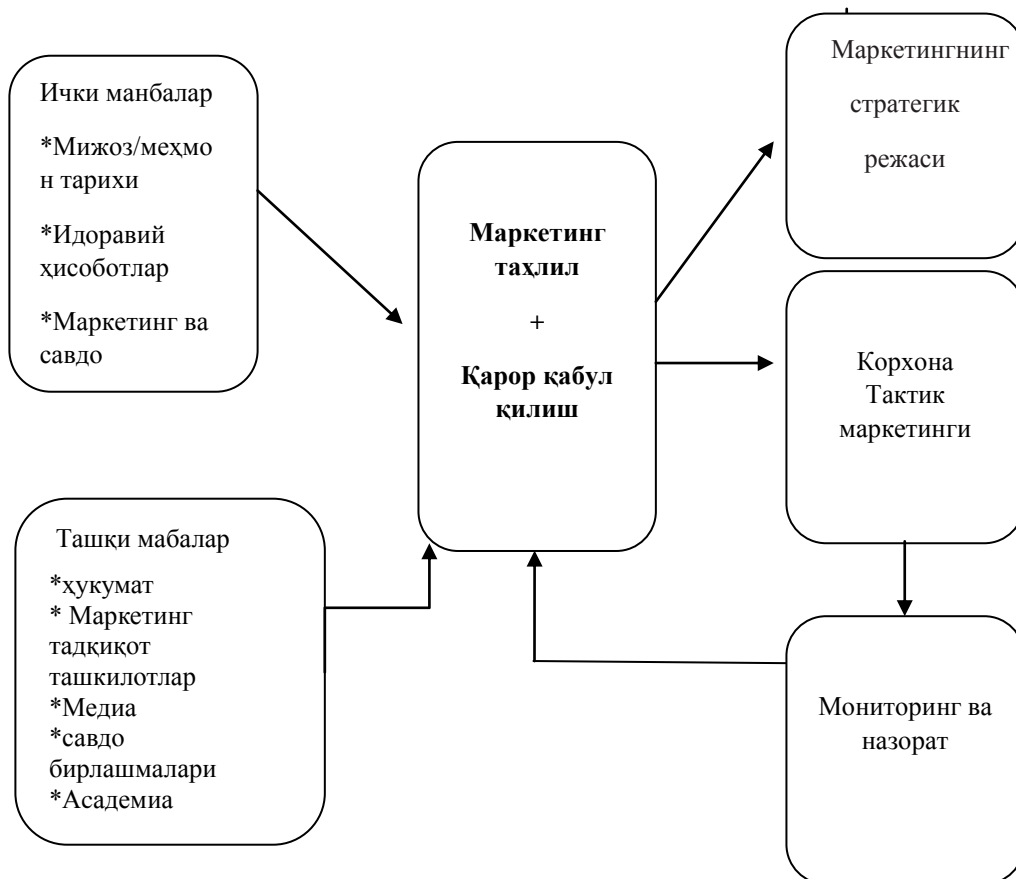 Ички манбалар
*Мижоз/меҳмо
н тарихи
*Идоравий
ҳисоботлар
*Маркетинг ва
савдо
Ташқи мабалар
*ҳукумат
* Маркетинг
тадқиқот
ташкилотлар
*Медиа
*савдо
бирлашмалари
*Академиа
Маркетинг
таҳлил
+
Қарор қабул
қилиш
Маркетингнинг
стратегик
режаси
Корхона
Тактик
маркетинги
Мониторинг ва
назорат